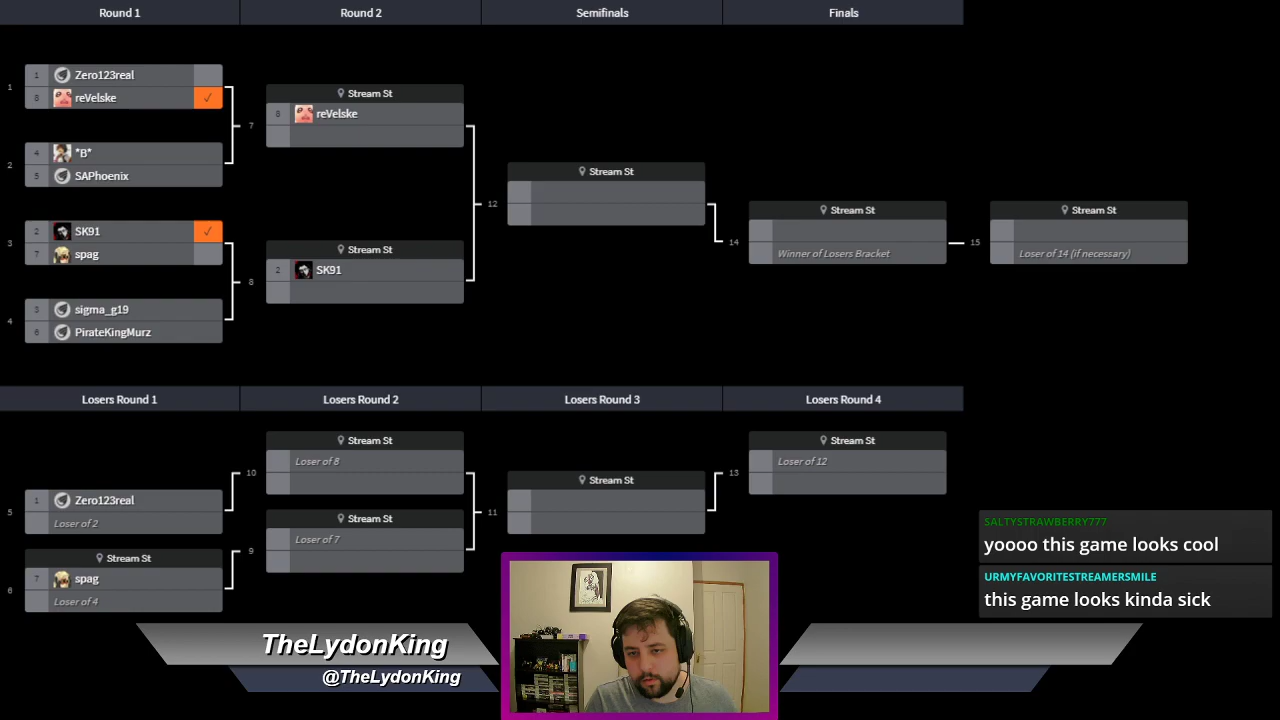 Round 1
Round 2
Semifinals
Finals
1
1 Zero123real
8 reVelske ✓
2
4 *B*
5 SAPhoenix
3
2 SK91 ✓
7 spag
4
3 sigma_g19
6 PirateKingMurz
7
Stream St
8 reVelske
8
Stream St
2 SK91
12
Stream St
14
Stream St
Winner of Losers Bracket
15
Stream St
Loser of 14 (if necessary)
Losers Round 1
Losers Round 2
Losers Round 3
Losers Round 4
5
1 Zero123real
Loser of 2
6
Stream St
7 spag
Loser of 4
10
Stream St
Loser of 8
9
Stream St
Loser of 7
11
Stream St
13
Stream St
Loser of 12
SALTYSTRAWBERRY777
yoooo this game looks cool
URMYFAVORITESTREAMERSMILE
this game looks kinda sick
TheLydonKing
@TheLydonKing